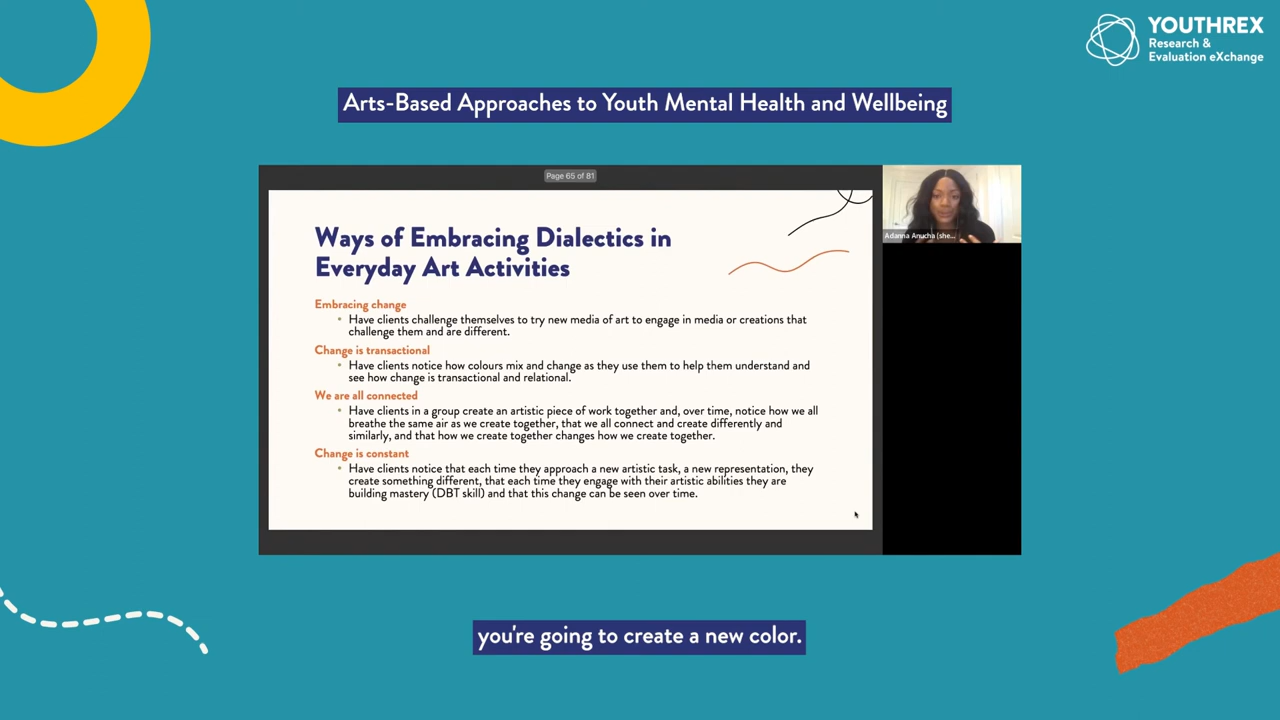 YOUTHREX
Research &
Evaluation eXchange
Arts-Based Approaches to Youth Mental Health and Wellbeing
Page 65 of 81
Adanna Anucha (she...
Ways of Embracing Dialectics in
Everyday Art Activities
Embracing change
• Have clients challenge themselves to try new media of art to engage in media or creations that
challenge them and are different.
Change is transactional
• Have clients notice how colours mix and change as they use them to help them understand and
see how change is transactional and relational.
We are all connected
• Have clients in a group create an artistic piece of work together and, over time, notice how we all
breathe the same air as we create together, that we all connect and create differently and
similarly, and that how we create together changes how we create together.
Change is constant
• Have clients notice that each time they approach a new artistic task, a new representation, they
create something different, that each time they engage with their artistic abilities they are
building mastery (DBT skill) and that this change can be seen over time.
you're going to create a new color.